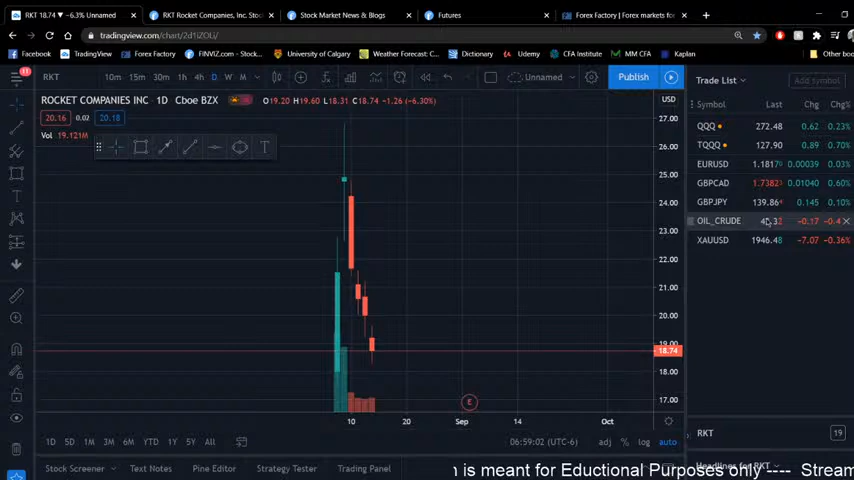 RKT 18.74 ▼ −6.3% Unnamed
RKT Rocket Companies, Inc. Stoc
Stock Market News & Blogs
Futures
Forex Factory | Forex markets fo
tradingview.com/chart/2d1iZOLi/
Facebook
TradingView
Forex Factory
FINVIZ.com - Stock...
University of Calgary
Weather Forecast: C...
Dictionary
Udemy
CFA Institute
MM CFA
Kaplan
Other boo
11
RKT
10m
15m
30m
1h
4h
D
W
M
Unnamed
Publish
Trade List
Add symbol
ROCKET COMPANIES INC • 1D Cboe BZX
O19.20 H19.60 L18.31 C18.74 −1.26 (−6.30%)
USD
Symbol
Last
Chg
Chg%
20.16
0.02
20.18
Vol 19.121M
QQQ 272.48 0.62 0.23%
TQQQ 127.90 0.89 0.70%
EURUSD 1.1817 0.00039 0.03%
GBPCAD 1.7382 0.01040 0.60%
GBPJPY 139.86 0.145 0.10%
OIL_CRUDE −0.17 −0.4
XAUUSD 1946.48 −7.07 −0.36%
27.00
26.00
25.00
24.00
23.00
22.00
21.00
20.00
19.00
18.74
18.00
17.00
E
10
20
Sep
14
Oct
RKT
19
1D
5D
1M
3M
6M
YTD
1Y
5Y
All
06:59:02 (UTC-6)
adj
%
log
auto
Headlines for RKT
Stock Screener
Text Notes
Pine Editor
Strategy Tester
Trading Panel
is meant for Eductional Purposes only ---- Stream